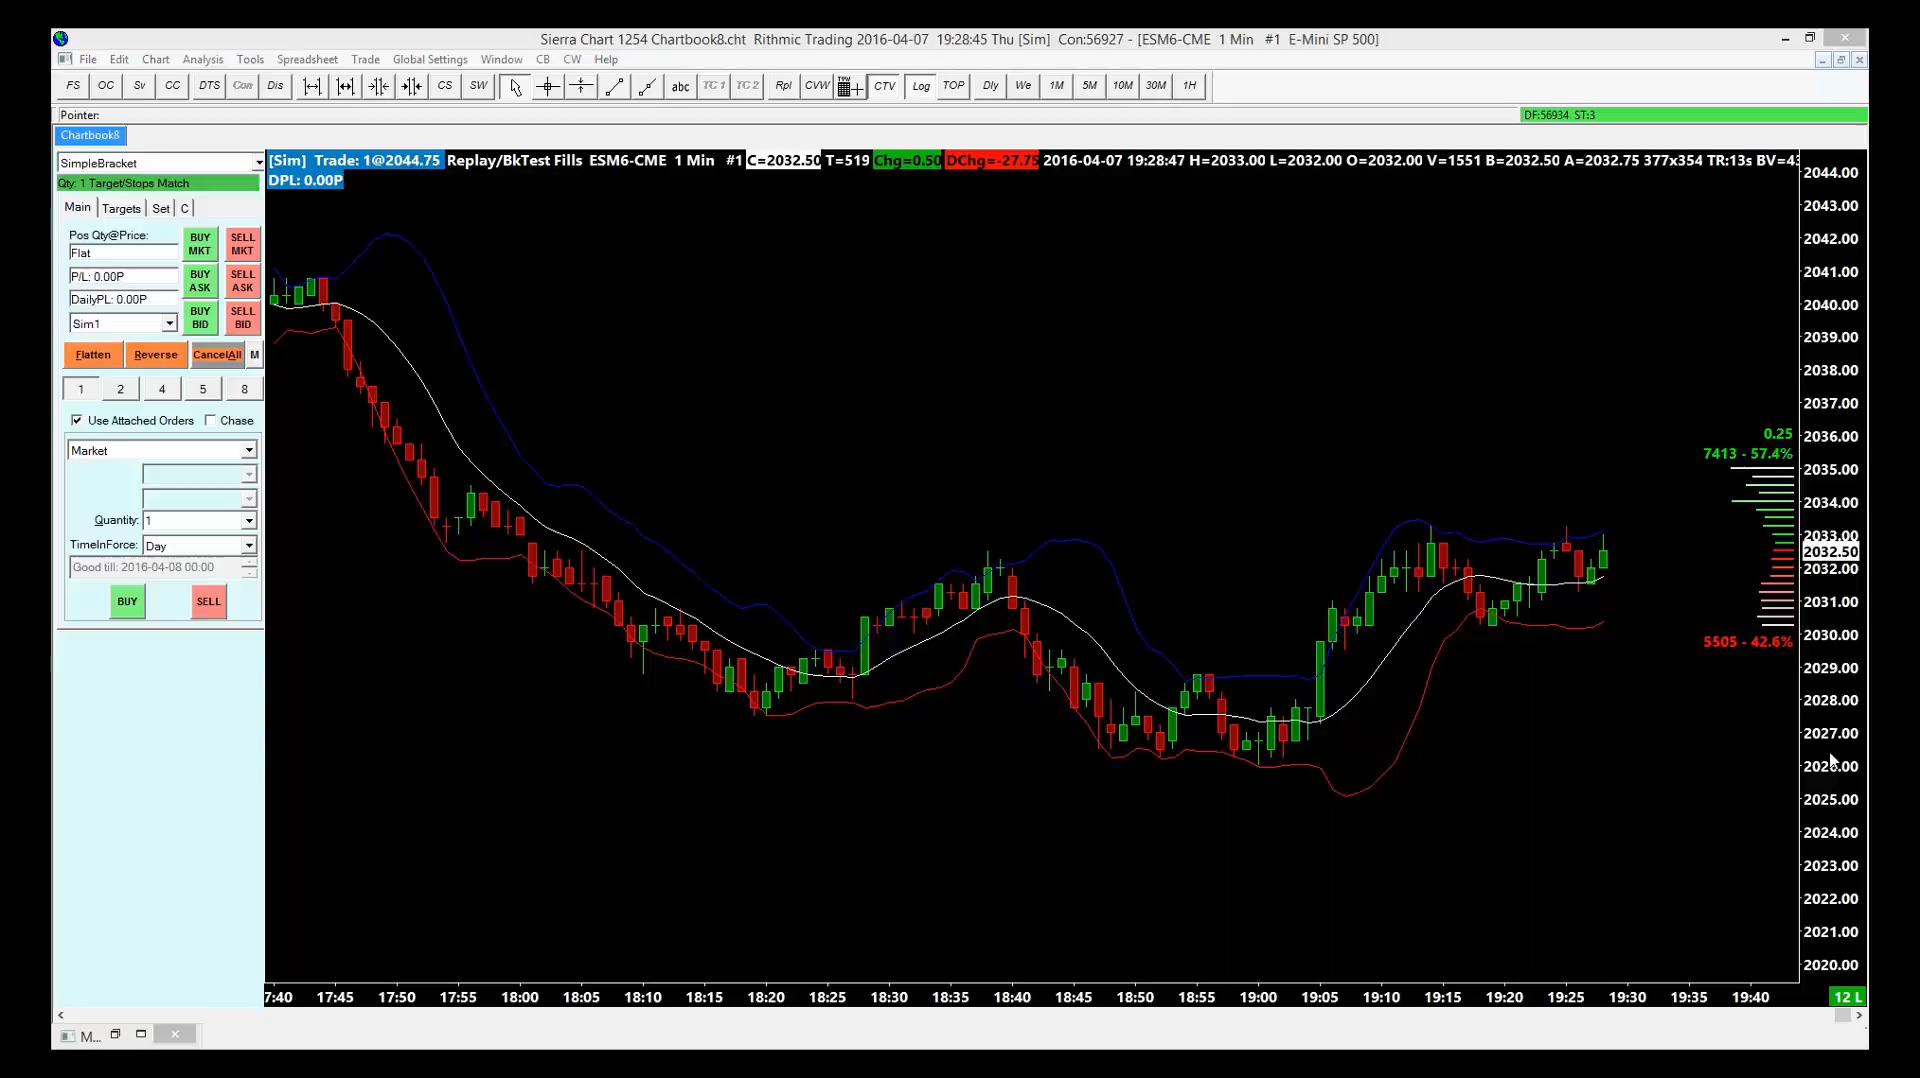 Sierra Chart 1254 Chartbook8.cht  Rithmic Trading 2016-04-07  19:28:45 Thu [Sim]  Con:56927 - [ESM6-CME  1 Min  #1  E-Mini SP 500]
File Edit Chart Analysis Tools Spreadsheet Trade Global Settings Window CB CW Help
FS OC Sv CC DTS Con Dis CS SW abc TC 1 TC 2 Rpl CVW TPW CTV Log TOP Dly We 1M 5M 10M 30M 1H
Pointer: DF:56934 ST:3
Chartbook8
SimpleBracket
Qty: 1 Target/Stops Match
Main Targets Set C
Pos Qty@Price:
Flat
P/L: 0.00P
DailyPL: 0.00P
Sim1
BUY MKT SELL MKT
BUY ASK SELL ASK
BUY BID SELL BID
Flatten Reverse CancelAll M
1 2 4 5 8
Use Attached Orders Chase
Market
Quantity: 1
TimeInForce: Day
Good till: 2016-04-08 00:00
BUY SELL
[Sim] Trade: 1@2044.75 Replay/BkTest Fills ESM6-CME 1 Min #1 C=2032.50 T=519 Chg=0.50 DChg=-27.75 2016-04-07 19:28:47 H=2033.00 L=2032.00 O=2032.00 V=1551 B=2032.50 A=2032.75 377x354 TR:13s
DPL: 0.00P
2044.00
2043.00
2042.00
2041.00
2040.00
2039.00
2038.00
2037.00
2036.00
2035.00
2034.00
2033.00
2032.50
2032.00
2031.00
2030.00
2029.00
2028.00
2027.00
2025.00
2024.00
2023.00
2022.00
2021.00
2020.00
0.25
7413 - 57.4%
5505 - 42.6%
17:45 17:50 17:55 18:00 18:05 18:10 18:15 18:20 18:25 18:30 18:35 18:40 18:45 18:50 18:55 19:00 19:05 19:10 19:15 19:20 19:25 19:30 19:35 19:40 12 L
M...